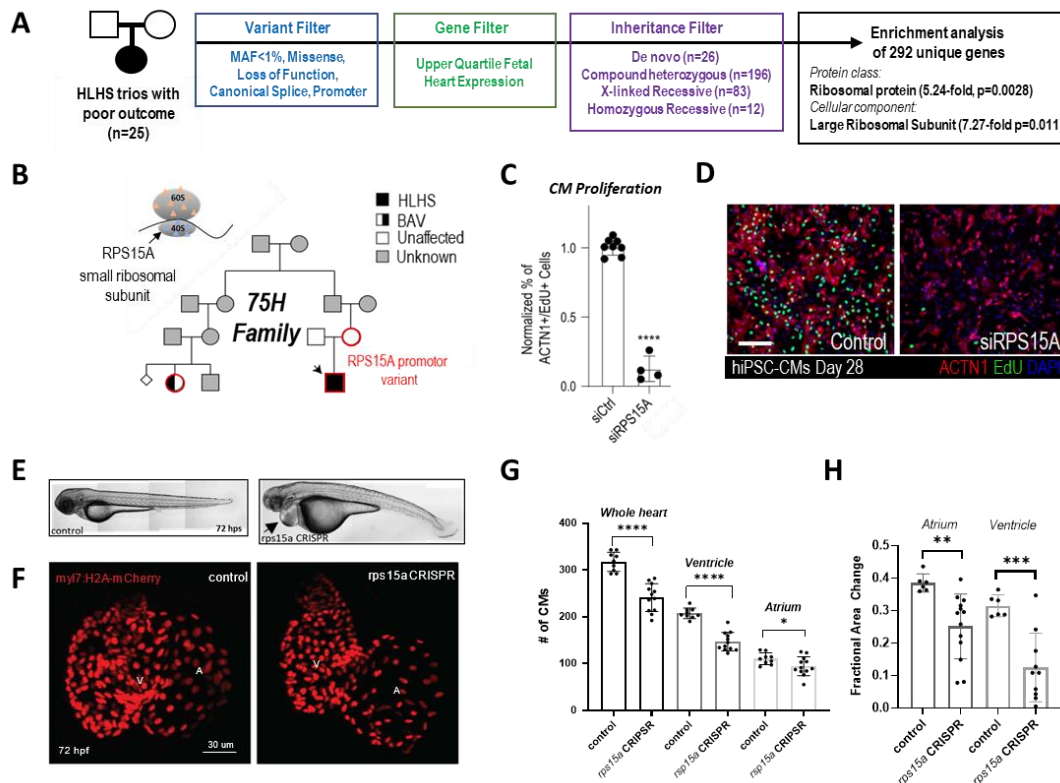 A
HLHS trios with
poor outcome
(n=25)
Variant Filter
MAF<1%, Missense,
Loss of Function,
Canonical Splice, Promoter
Gene Filter
Upper Quartile Fetal
Heart Expression
Inheritance Filter
De novo (n=26)
Compound heterozygous (n=196)
X-linked Recessive (n=83)
Homozygous Recessive (n=12)
Enrichment analysis
of 292 unique genes
Protein class:
Ribosomal protein (5.24-fold, p=0.0028)
Cellular component:
Large Ribosomal Subunit (7.27-fold p=0.011
B
60S
40S
RPS15A
small ribosomal
subunit
HLHS
BAV
Unaffected
Unknown
75H
Family
RPS15A promotor
variant
C
CM Proliferation
Normalized % of
ACTN1+/EdU+ Cells
1.0
0.5
0.0
****
siCtrl
siRPS15A
D
Control
siRPS15A
hiPSC-CMs Day 28
ACTN1 EdU DAPI
E
control
72 hps
rps15a CRISPR
F
myl7:H2A-mCherry
control
rps15a CRISPR
V
A
V
A
72 hpf
30 um
G
# of CMs
400
300
200
100
0
Whole heart
****
Ventricle
****
Atrium
*
control
rps15a CRIPSR
control
rsp15a CRIPSR
control
rsp15a CRIPSR
H
Fractional Area Change
0.5
0.4
0.3
0.2
0.1
0.0
Atrium
**
Ventricle
***
control
rps15a CRISPR
control
rps15a CRISPR